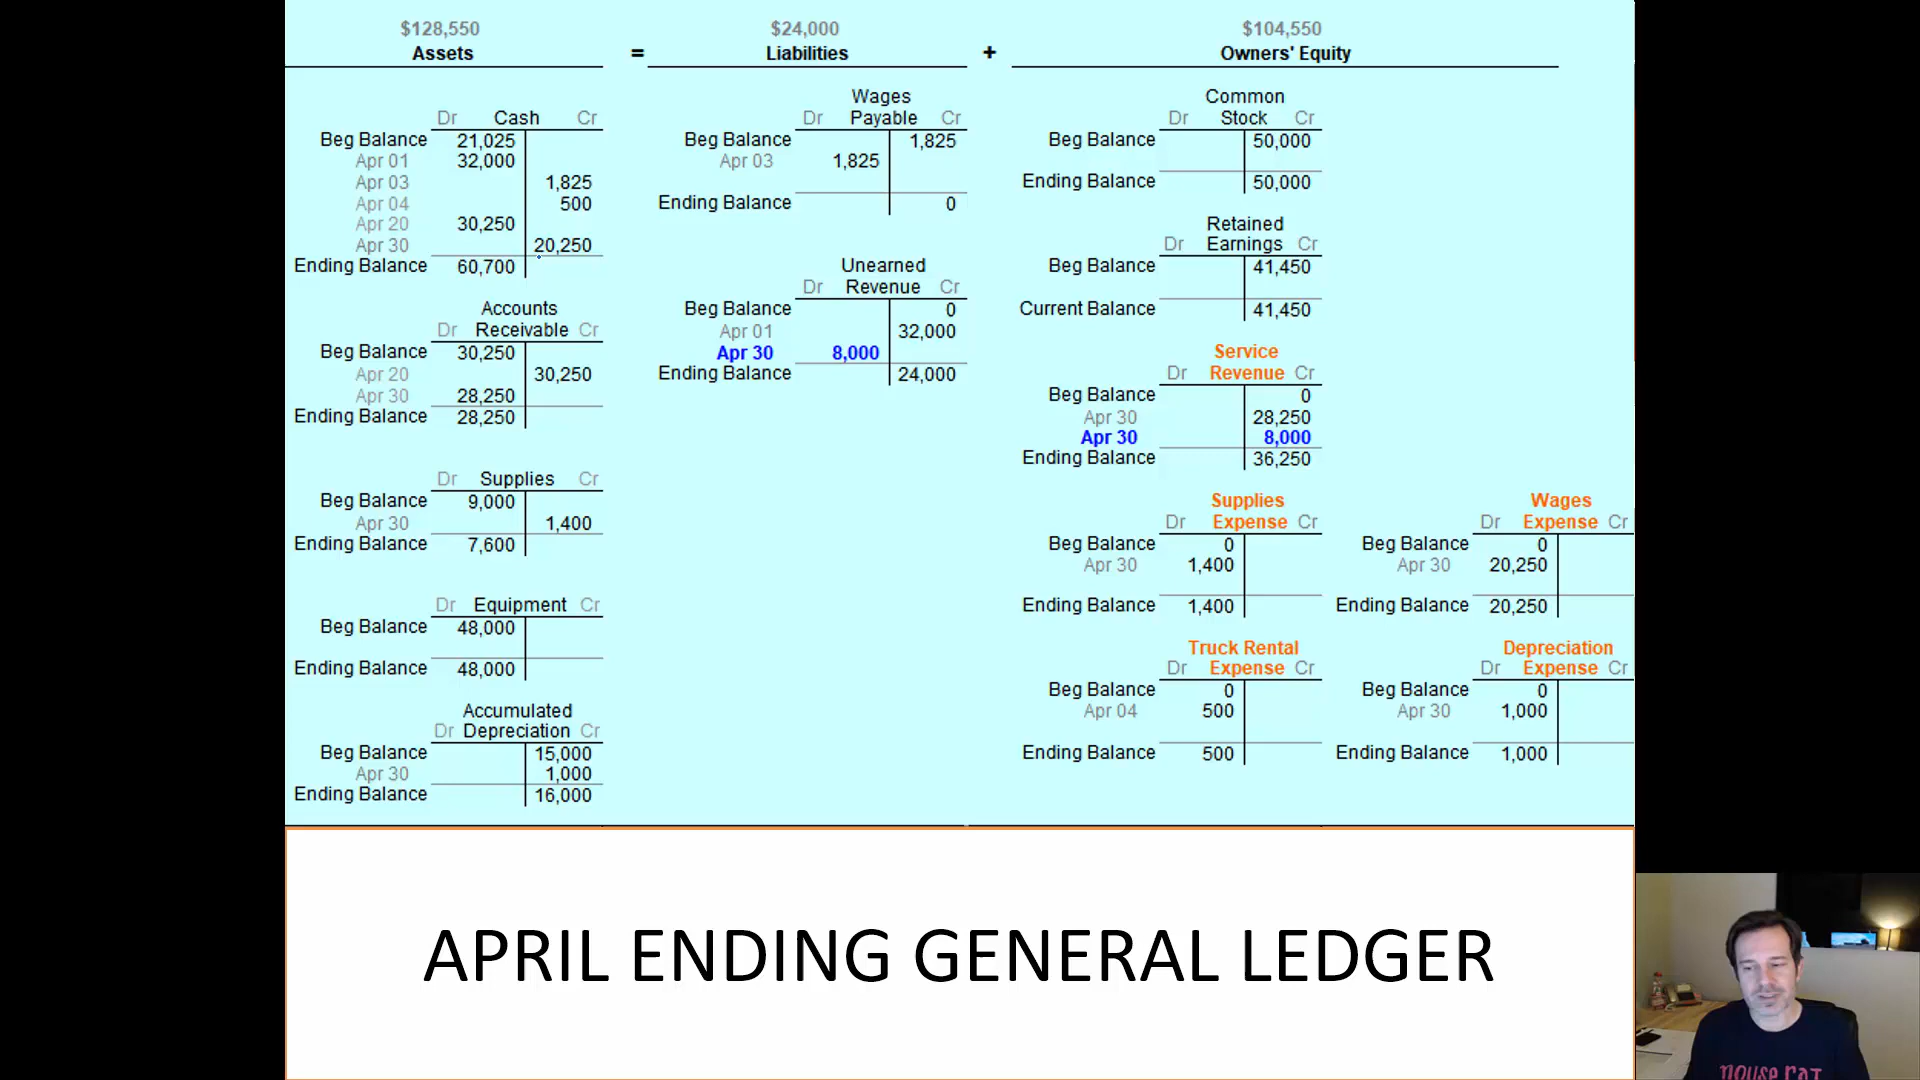 $128,550 $24,000 $104,550
Assets = Liabilities + Owners' Equity
Dr Cash Cr
Beg Balance 21,025
Apr 01 32,000
Apr 03 1,825
Apr 04 500
Apr 20 30,250
Apr 30 20,250
Ending Balance 60,700
Accounts
Dr Receivable Cr
Beg Balance 30,250
Apr 20 30,250
Apr 30 28,250
Ending Balance 28,250
Dr Supplies Cr
Beg Balance 9,000
Apr 30 1,400
Ending Balance 7,600
Dr Equipment Cr
Beg Balance 48,000
Ending Balance 48,000
Accumulated
Dr Depreciation Cr
Beg Balance 15,000
Apr 30 1,000
Ending Balance 16,000
Wages
Dr Payable Cr
Beg Balance 1,825
Apr 03 1,825
Ending Balance 0
Unearned
Dr Revenue Cr
Beg Balance 0
Apr 01 32,000
Apr 30 8,000
Ending Balance 24,000
Common
Dr Stock Cr
Beg Balance 50,000
Ending Balance 50,000
Retained
Dr Earnings Cr
Beg Balance 41,450
Current Balance 41,450
Service
Dr Revenue Cr
Beg Balance 0
Apr 30 28,250
Apr 30 8,000
Ending Balance 36,250
Supplies
Dr Expense Cr
Beg Balance 0
Apr 30 1,400
Ending Balance 1,400
Wages
Dr Expense Cr
Beg Balance 0
Apr 30 20,250
Ending Balance 20,250
Truck Rental
Dr Expense Cr
Beg Balance 0
Apr 04 500
Ending Balance 500
Depreciation
Dr Expense Cr
Beg Balance 0
Apr 30 1,000
Ending Balance 1,000
APRIL ENDING GENERAL LEDGER
mouse rat